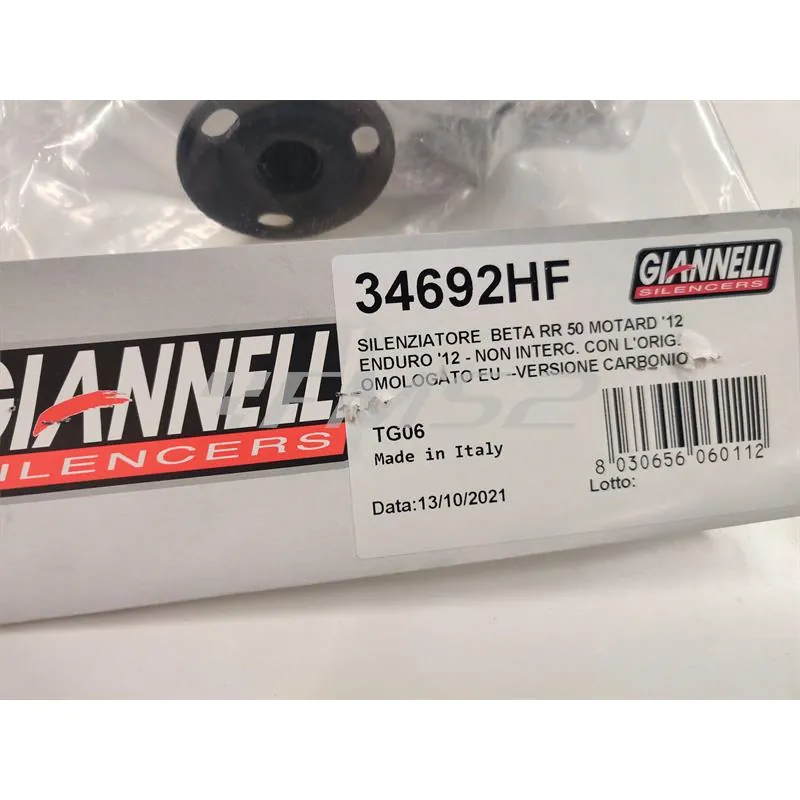 34692HF
GIANNELLI
SILENCERS
SILENZIATORE BETA RR 50 MOTARD '12
ENDURO '12 - NON INTERC. CON L'ORIG.
OMOLOGATO EU --VERSIONE CARBONIO
TG06
Made in Italy
Data:13/10/2021
8 030656 060112
Lotto:
GIANNELLI
SILENCERS